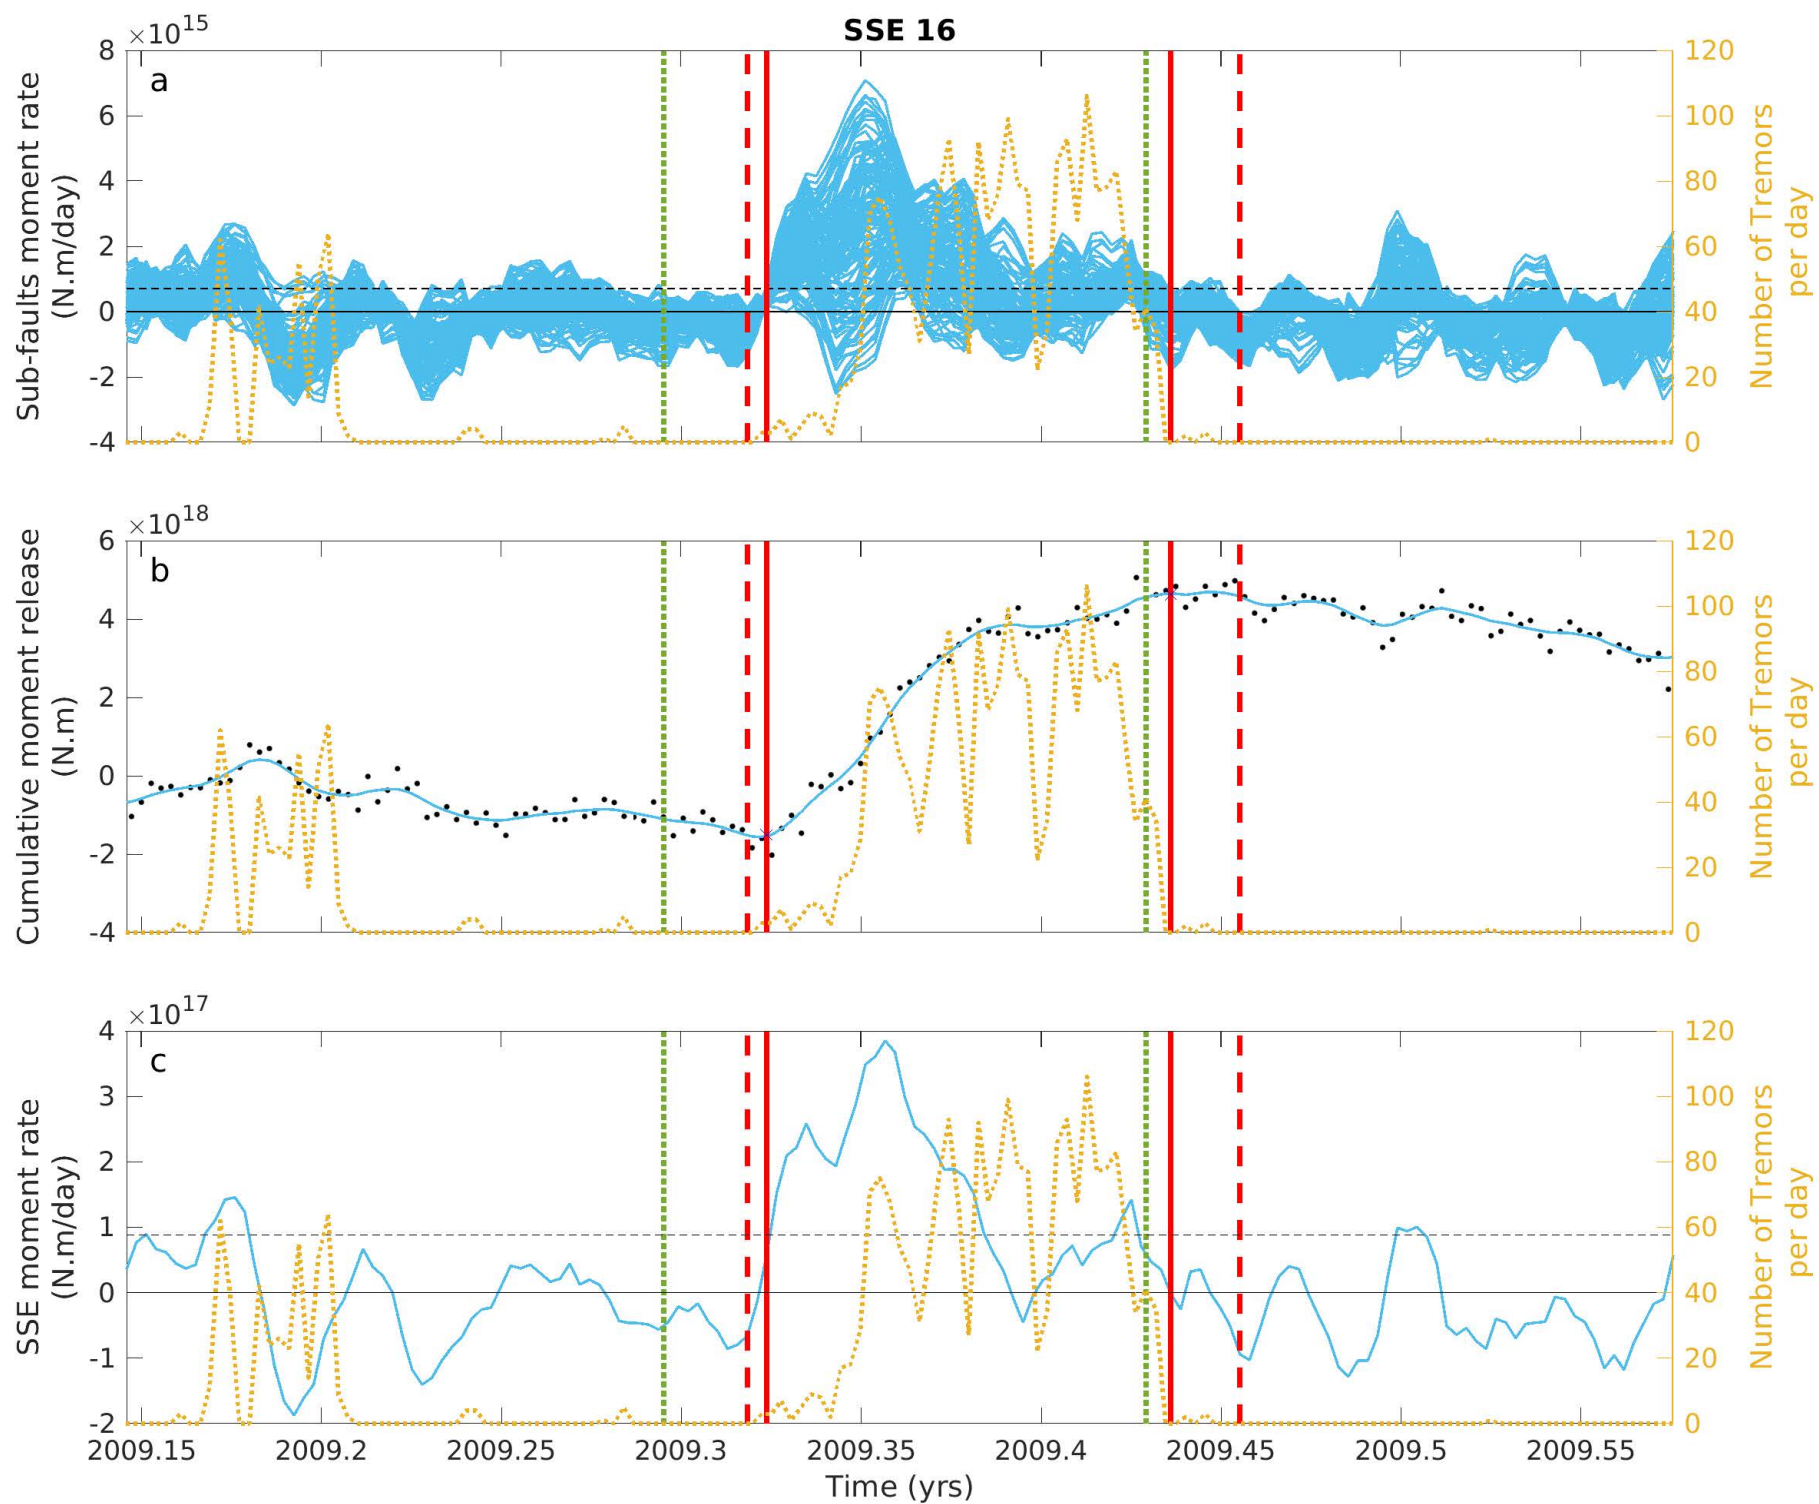 SSE 16
×10^15
a
Sub-faults moment rate
(N.m/day)
8
6
4
2
0
-2
-4
120
100
80
60
40
20
0
Number of Tremors
per day
×10^18
b
Cumulative moment release
(N.m)
6
4
2
0
-2
-4
120
100
80
60
40
20
0
Number of Tremors
per day
×10^17
c
SSE moment rate
(N.m/day)
4
3
2
1
0
-1
-2
120
100
80
60
40
20
0
Number of Tremors
per day
2009.15 2009.2 2009.25 2009.3 2009.35 2009.4 2009.45 2009.5 2009.55
Time (yrs)